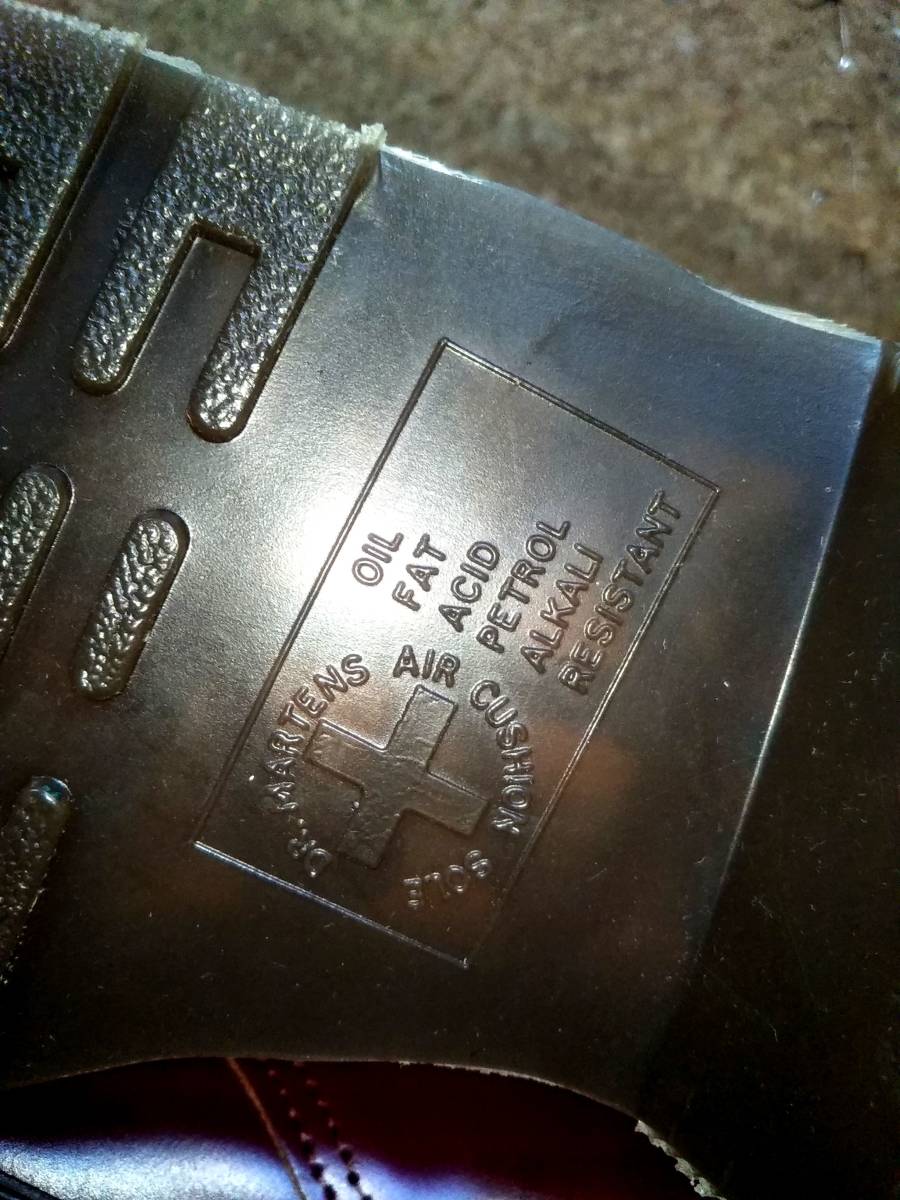 OIL
FAT
ACID
PETROL
ALKALI
RESISTANT
DR. MARTENS AIR CUSHION SOLE